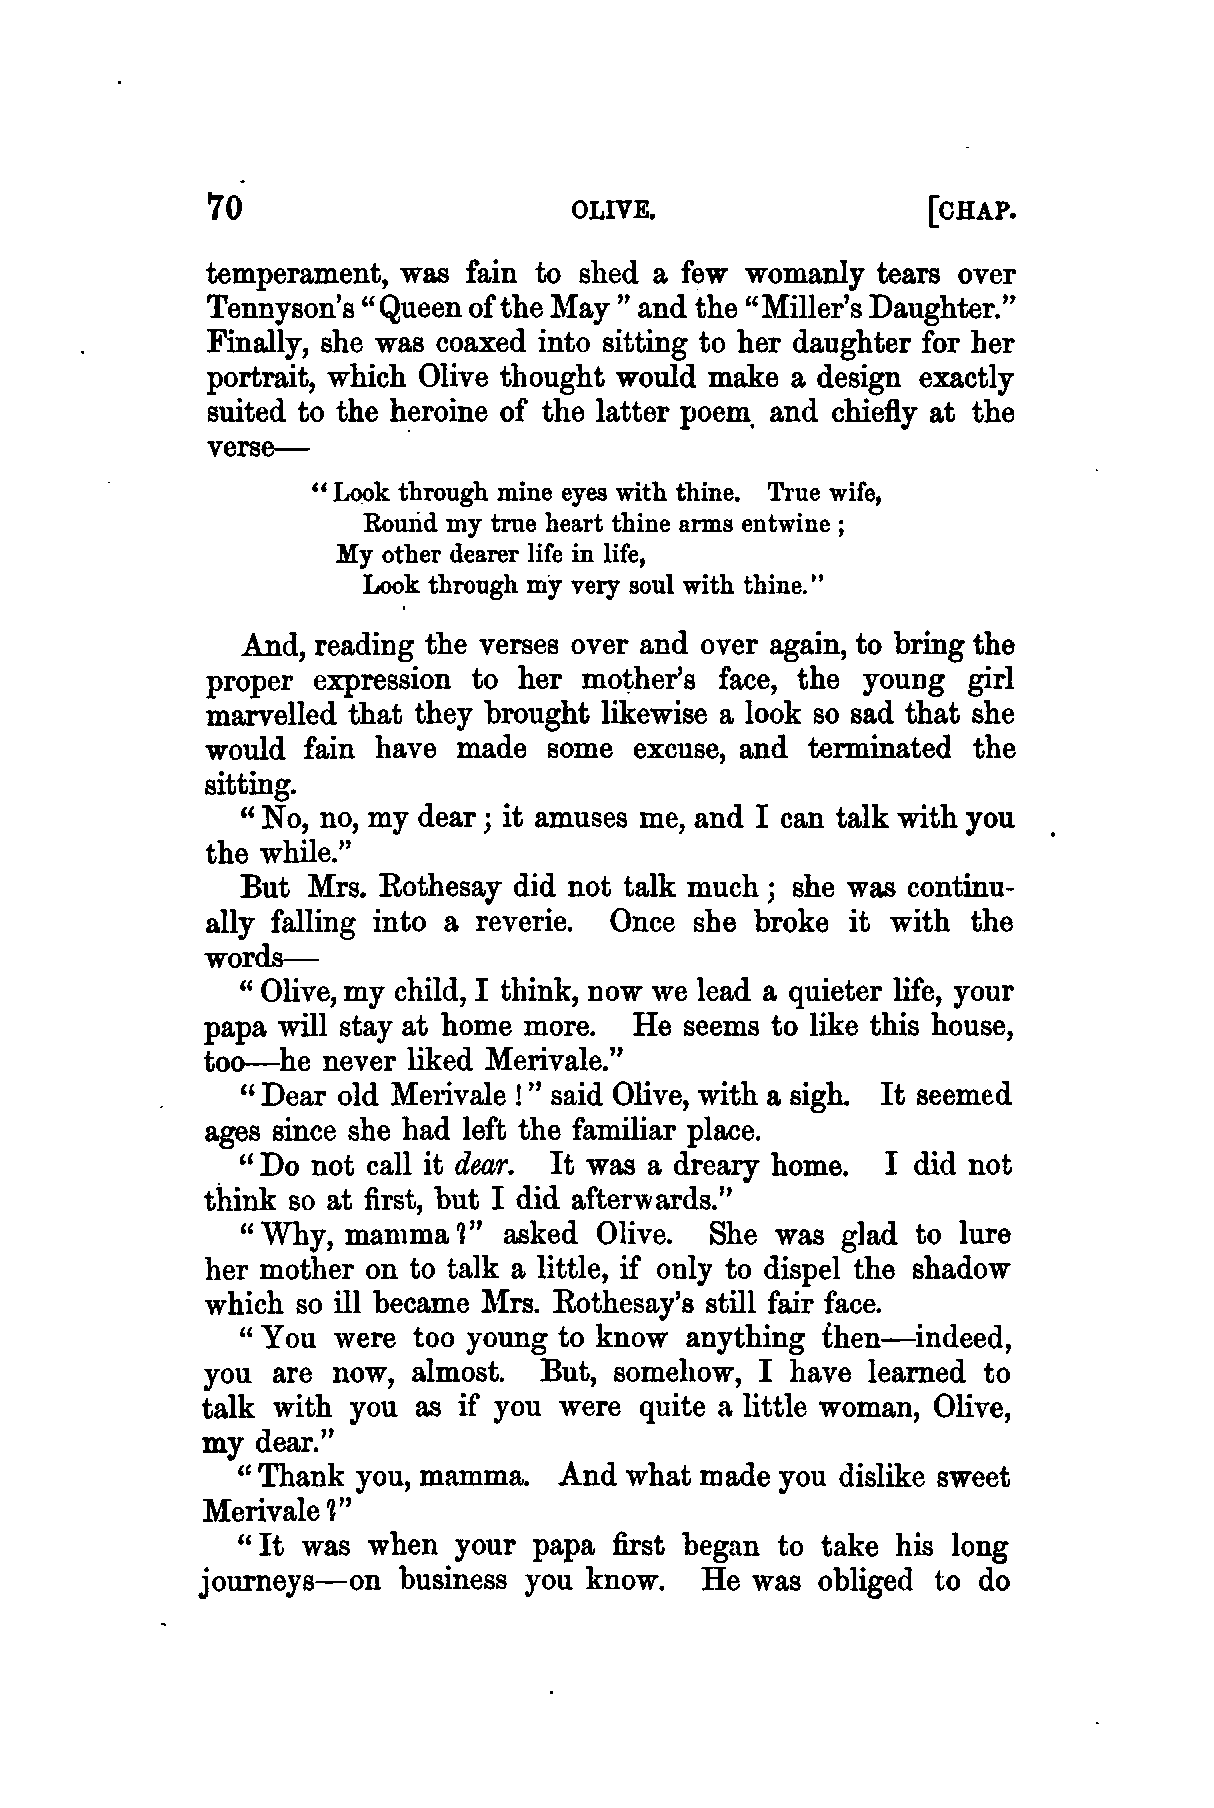 70 OLIVE. [CHAP.
temperament, was fain to shed a few womanly tears over
Tennyson's "Queen of the May" and the "Miller's Daughter."
Finally, she was coaxed into sitting to her daughter for her
portrait, which Olive thought would make a design exactly
suited to the heroine of the latter poem, and chiefly at the
verse—
"Look through mine eyes with thine. True wife,
Round my true heart thine arms entwine;
My other dearer life in life,
Look through my very soul with thine."
And, reading the verses over and over again, to bring the
proper expression to her mother's face, the young girl
marvelled that they brought likewise a look so sad that she
would fain have made some excuse, and terminated the
sitting.
"No, no, my dear; it amuses me, and I can talk with you
the while."
But Mrs. Rothesay did not talk much; she was continu-
ally falling into a reverie. Once she broke it with the
words—
"Olive, my child, I think, now we lead a quieter life, your
papa will stay at home more. He seems to like this house,
too—he never liked Merivale."
"Dear old Merivale!" said Olive, with a sigh. It seemed
ages since she had left the familiar place.
"Do not call it dear. It was a dreary home. I did not
think so at first, but I did afterwards."
"Why, mamma?" asked Olive. She was glad to lure
her mother on to talk a little, if only to dispel the shadow
which so ill became Mrs. Rothesay's still fair face.
"You were too young to know anything then—indeed,
you are now, almost. But, somehow, I have learned to
talk with you as if you were quite a little woman, Olive,
my dear."
"Thank you, mamma. And what made you dislike sweet
Merivale?"
"It was when your papa first began to take his long
journeys—on business you know. He was obliged to do